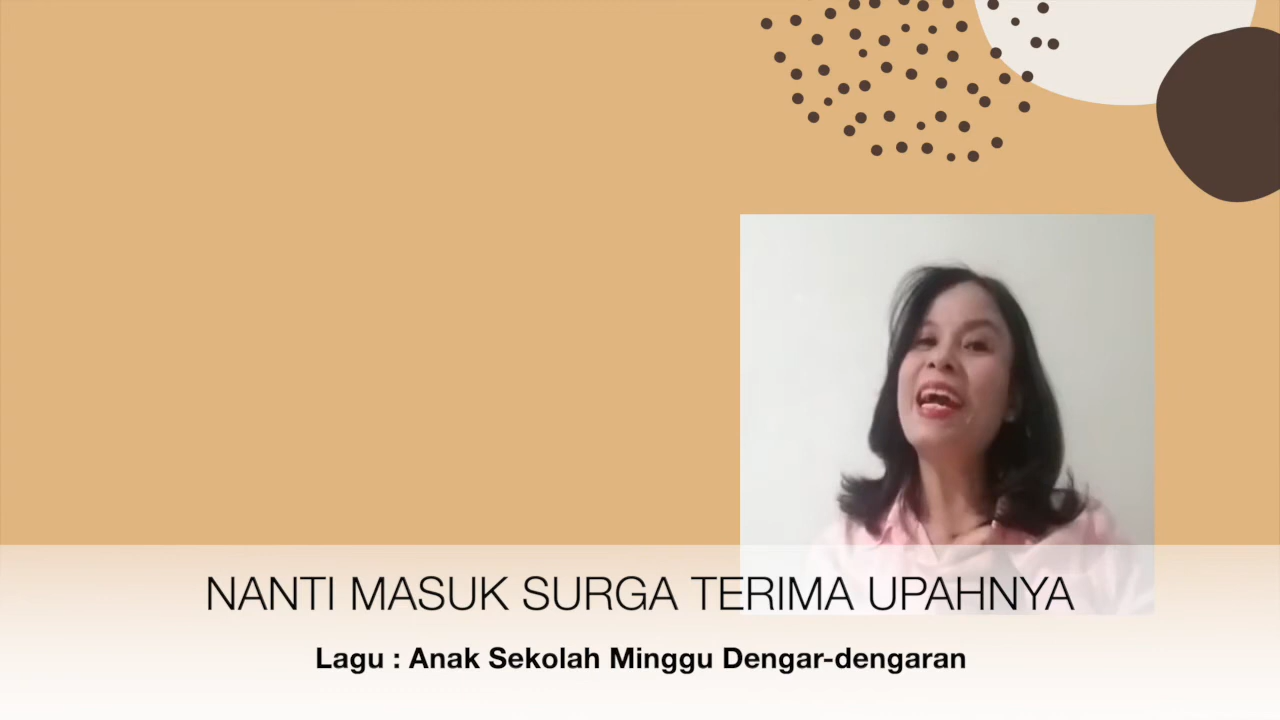 NANTI MASUK SURGA TERIMA UPAHNYA
Lagu : Anak Sekolah Minggu Dengar-dengaran